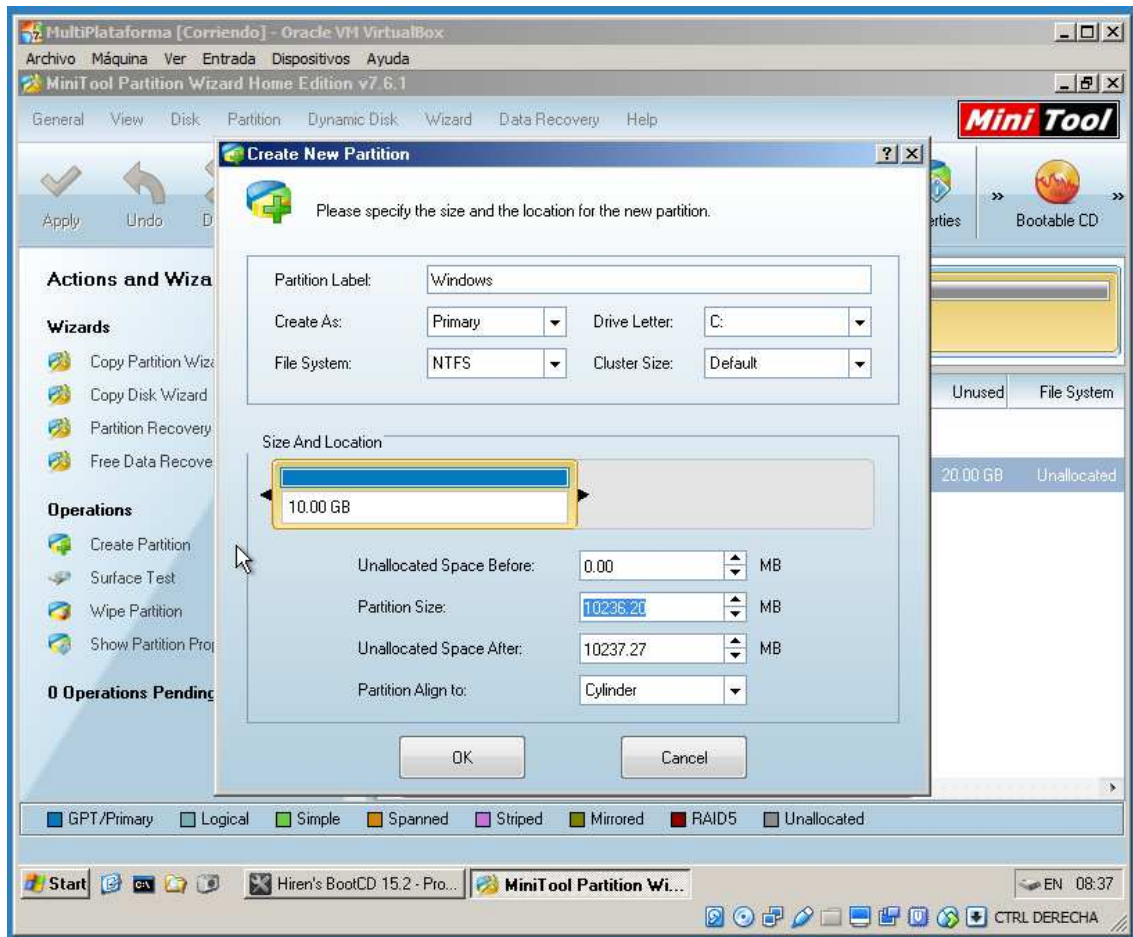 MultiPlataforma [Corriendo] - Oracle VM VirtualBox
Archivo Máquina Ver Entrada Dispositivos Ayuda
MiniTool Partition Wizard Home Edition v7.6.1
General View Disk Partition Dynamic Disk Wizard Data Recovery Help
Mini Tool
Create New Partition
Please specify the size and the location for the new partition.
Apply Undo D
erties » Bootable CD »
Actions and Wiza
Partition Label: Windows
Wizards
Create As: Primary Drive Letter: C:
Copy Partition Wiza
File System: NTFS Cluster Size: Default
Copy Disk Wizard
Unused File System
Partition Recovery
Size And Location
Free Data Recove
20.00 GB Unallocated
10.00 GB
Operations
Create Partition
Unallocated Space Before: 0.00 MB
Surface Test
Wipe Partition
Partition Size: 10236.20 MB
Show Partition Prop
Unallocated Space After: 10237.27 MB
0 Operations Pending
Partition Align to: Cylinder
OK Cancel
GPT/Primary Logical Simple Spanned Striped Mirrored RAID5 Unallocated
Start Hiren's BootCD 15.2 - Pro... MiniTool Partition Wi... EN 08:37
CTRL DERECHA